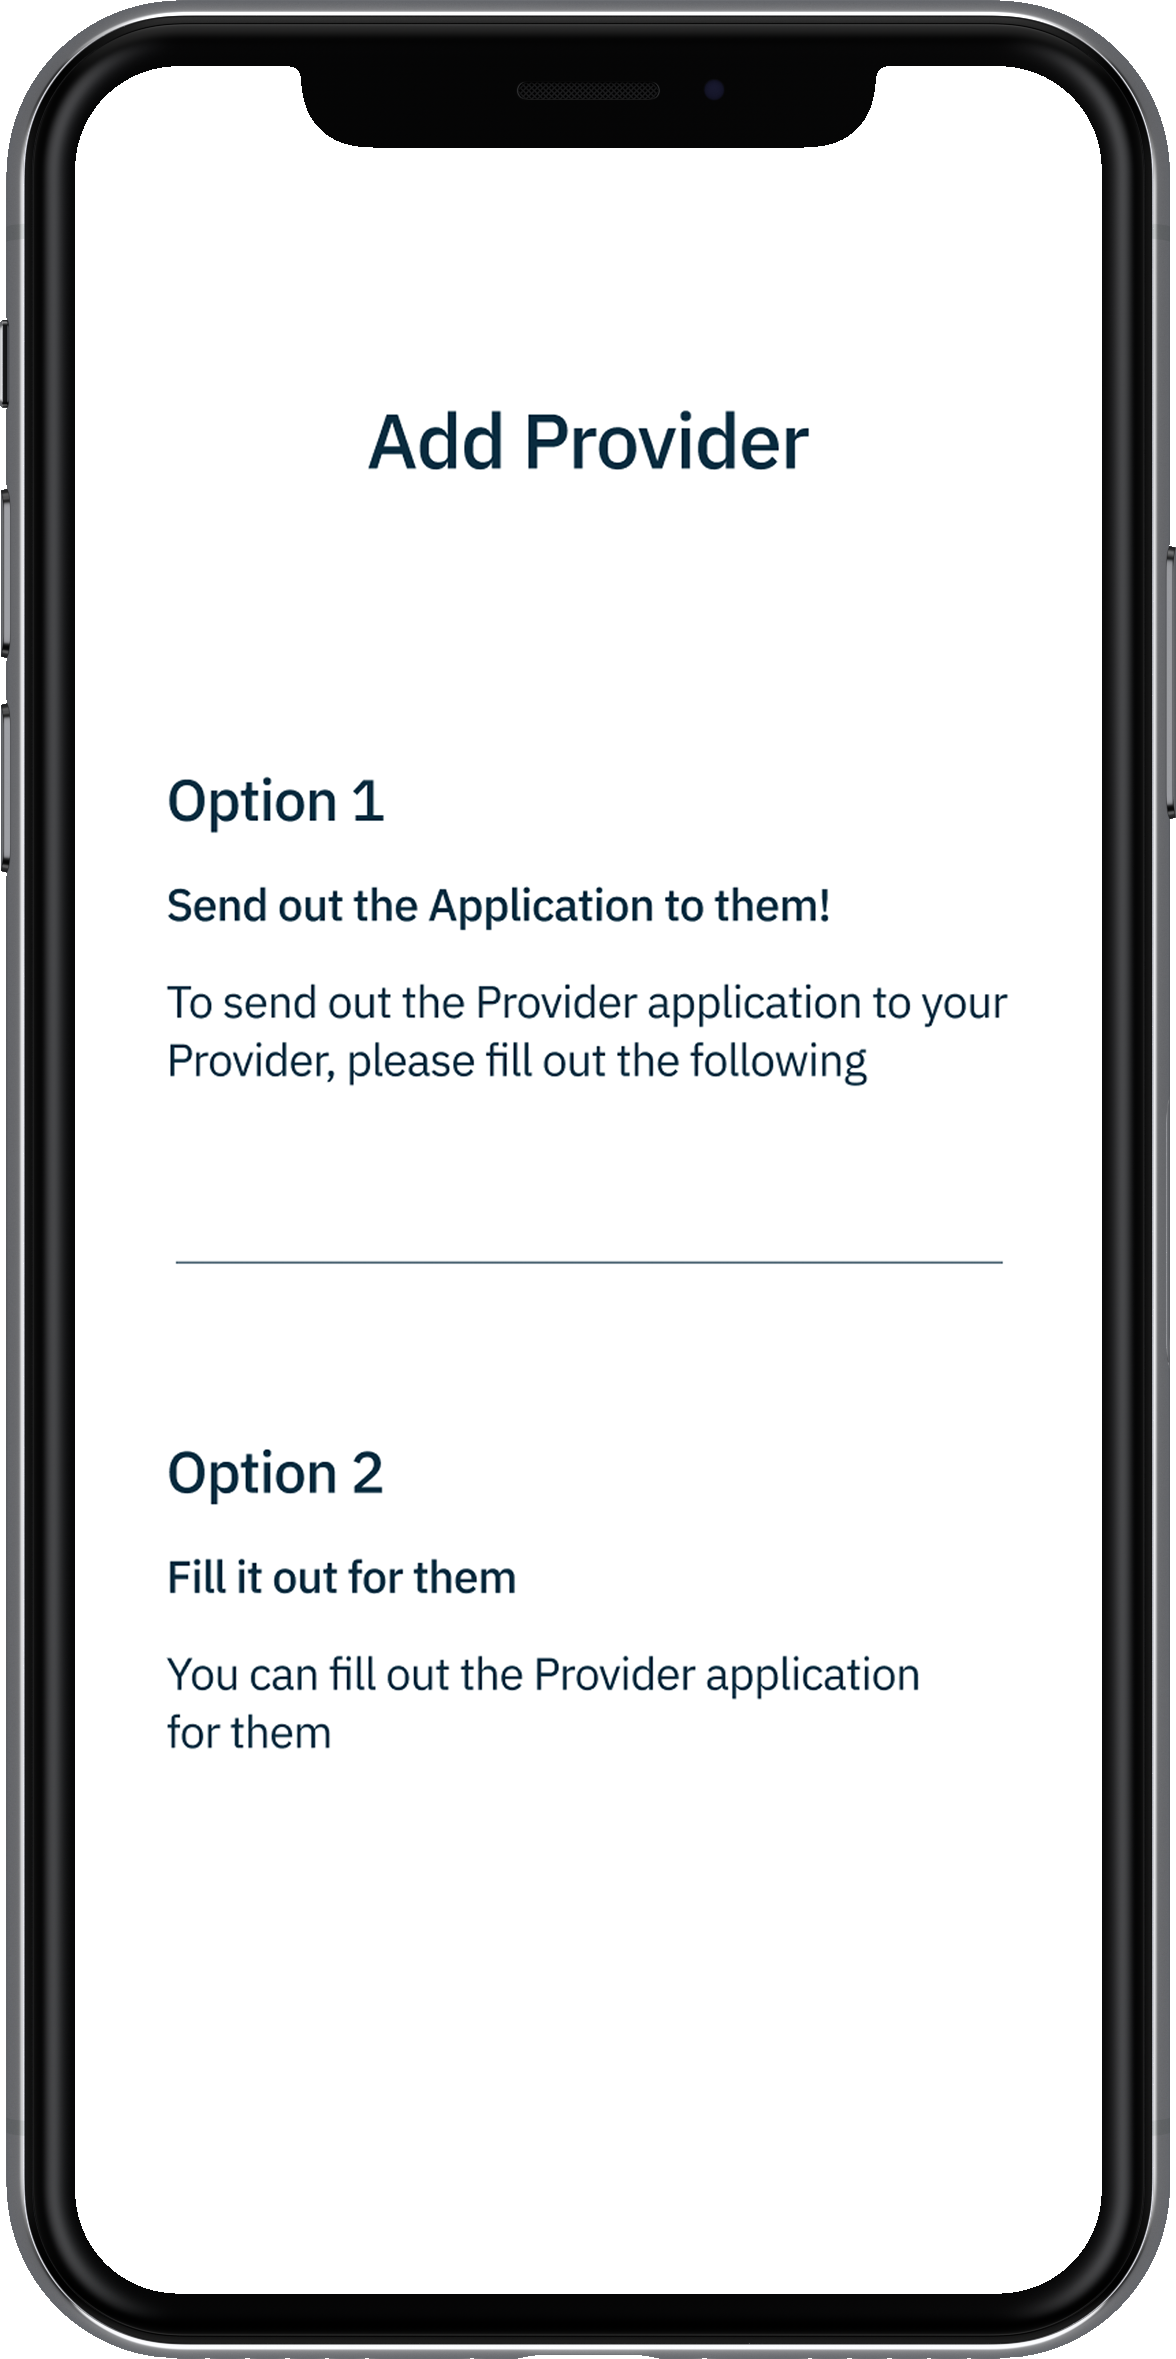 Add Provider
Option 1
Send out the Application to them!
To send out the Provider application to your
Provider, please fill out the following
Option 2
Fill it out for them
You can fill out the Provider application
for them